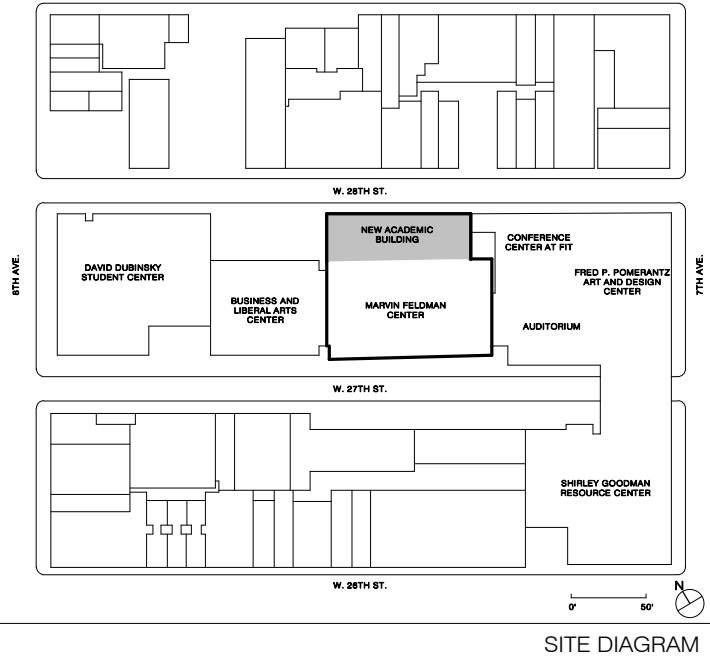 W. 28TH ST.
NEW ACADEMIC
BUILDING
CONFERENCE
CENTER AT FIT
DAVID DUBINSKY
STUDENT CENTER
FRED P. POMERANTZ
ART AND DESIGN
CENTER
8TH AVE.
7TH AVE.
BUSINESS AND
LIBERAL ARTS
CENTER
MARVIN FELDMAN
CENTER
AUDITORIUM
W. 27TH ST.
SHIRLEY GOODMAN
RESOURCE CENTER
W. 26TH ST.
N
0'
50'
SITE DIAGRAM